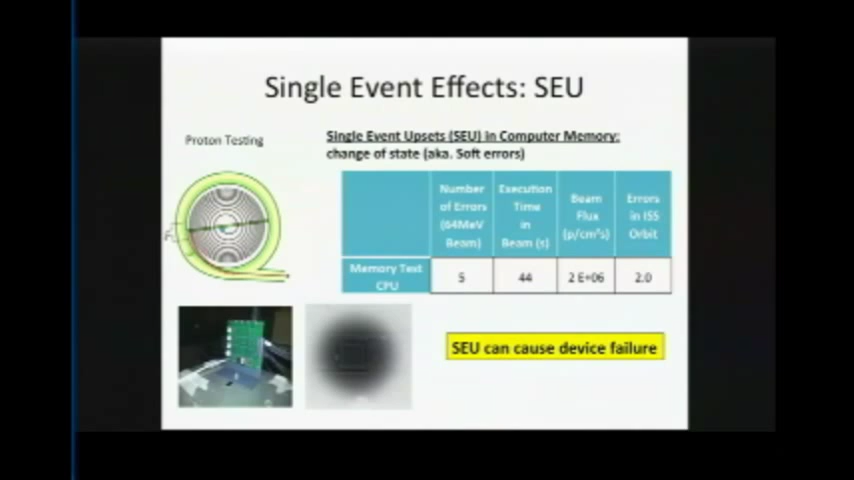 Single Event Effects: SEU
Proton Testing
Single Event Upsets (SEU) in Computer Memory:
change of state (aka. Soft errors)
Number of Errors (64MeV Beam)
Execution Time in Beam (s)
Beam Flux (p/cm²s)
Errors in ISS Orbit
Memory Test CPU
5
44
2 E+06
2.0
SEU can cause device failure